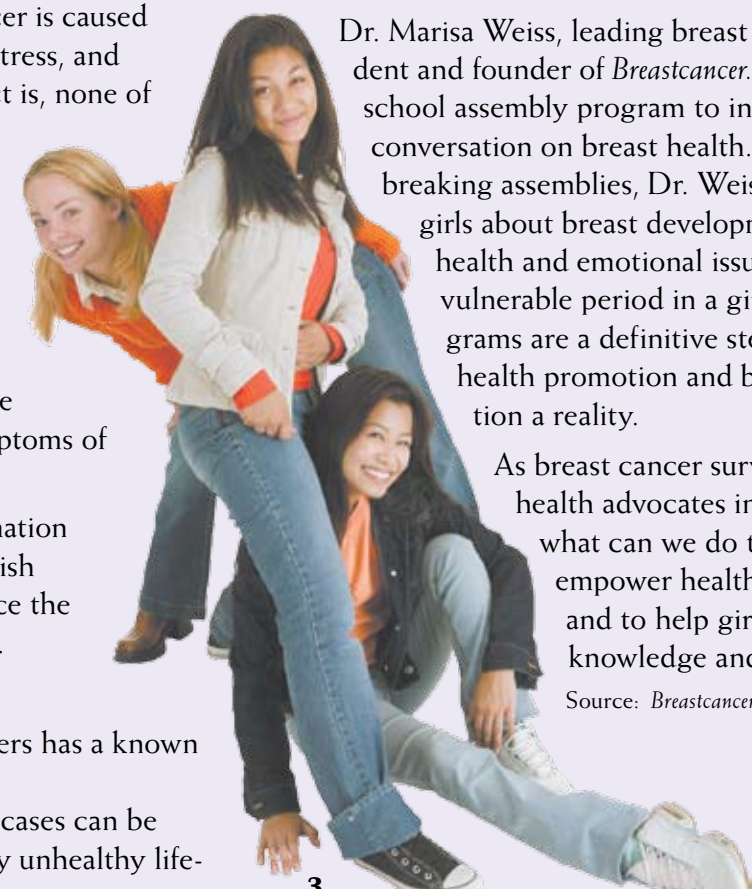 cer is caused
tress, and
ct is, none of
e
ptoms of
nation
ish
ce the
.
ers has a known
cases can be
y unhealthy life-
Dr. Marisa Weiss, leading breast
dent and founder of Breastcancer.
school assembly program to in
conversation on breast health.
breaking assemblies, Dr. Weis
girls about breast developm
health and emotional issu
vulnerable period in a gi
grams are a definitive ste
health promotion and b
tion a reality.
As breast cancer surv
health advocates in
what can we do t
empower health
and to help gir
knowledge and
Source: Breastcancer
3